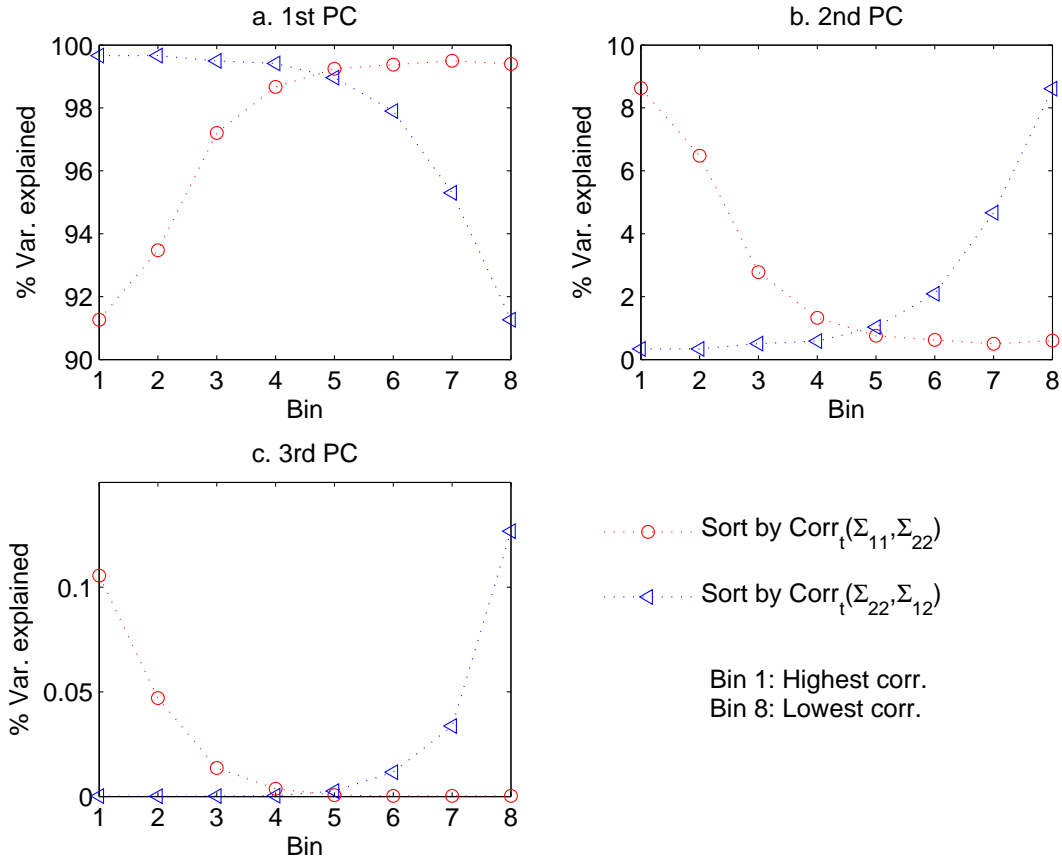 a. 1st PC
100
98
96
94
92
90
% Var. explained
1 2 3 4 5 6 7 8
Bin
b. 2nd PC
10
8
6
4
2
0
% Var. explained
1 2 3 4 5 6 7 8
Bin
c. 3rd PC
0.1
0.05
0
% Var. explained
1 2 3 4 5 6 7 8
Bin
Sort by Corr_t(Σ_11,Σ_22)
Sort by Corr_t(Σ_22,Σ_12)
Bin 1: Highest corr.
Bin 8: Lowest corr.